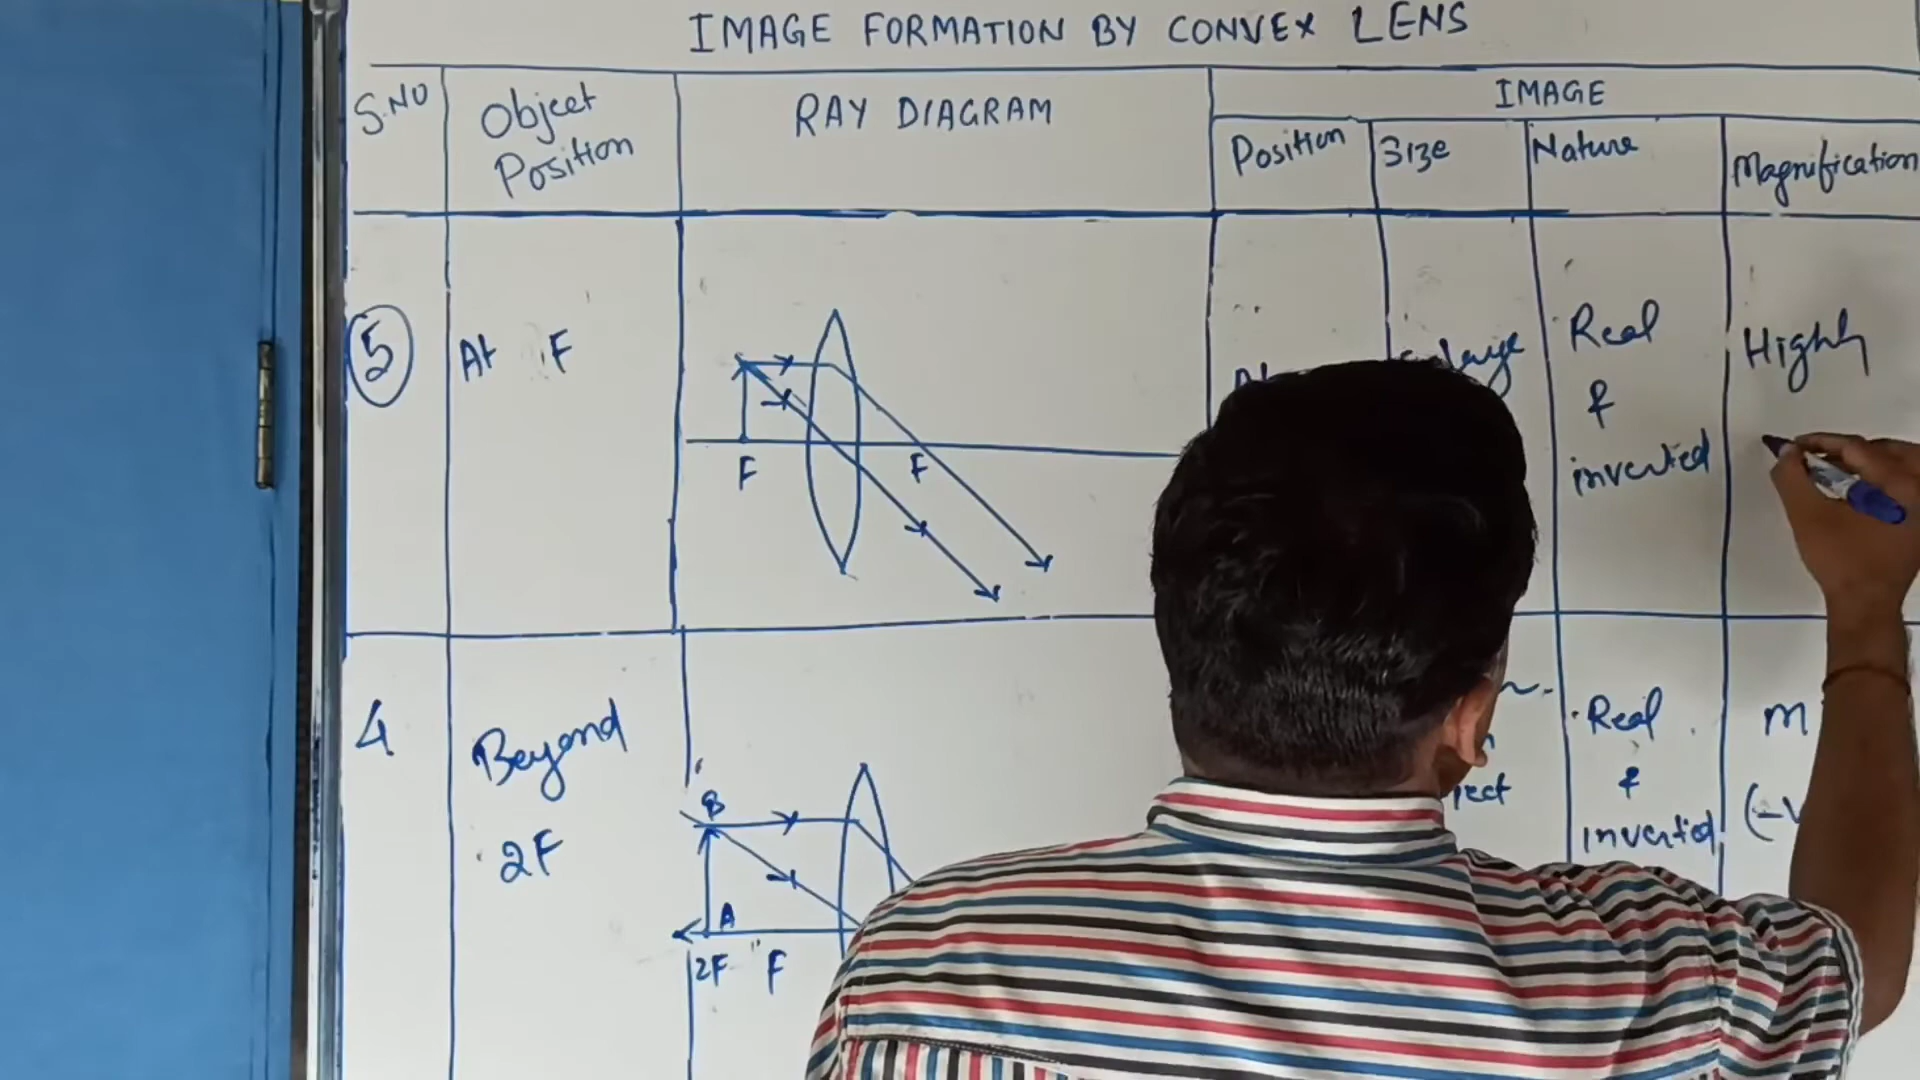 IMAGE FORMATION BY CONVEX LENS
S.NO
Object
Position
RAY DIAGRAM
IMAGE
Position
Size
Nature
Magnification
5
At F
F
F
Real
&
inverted
Highly
4
Beyond
2F
B
A
2F F
Real
&
inverted
m